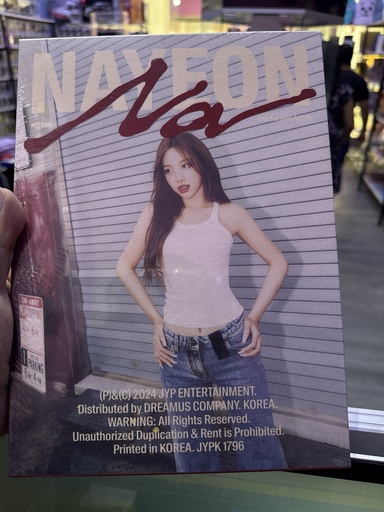 NAYEON
Na
(P)&(C) 2024 JYP ENTERTAINMENT.
Distributed by DREAMUS COMPANY. KOREA.
WARNING: All Rights Reserved.
Unauthorized Duplication & Rent is Prohibited.
Printed in KOREA. JYPK 1796
PARKING